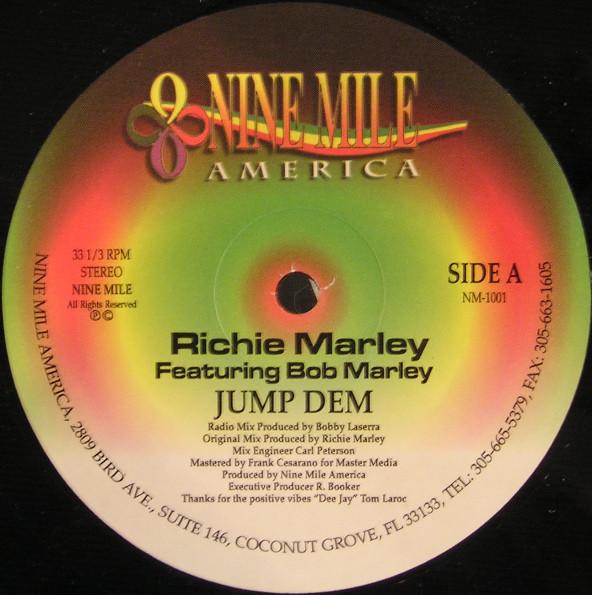 NINE MILE
AMERICA
33 1/3 RPM
STEREO
NINE MILE
All Rights Reserved
℗©
SIDE A
NM-1001
Richie Marley
Featuring Bob Marley
JUMP DEM
Radio Mix Produced by Bobby Laserra
Original Mix Produced by Richie Marley
Mix Engineer Carl Peterson
Mastered by Frank Cesarano for Master Media
Produced by Nine Mile America
Executive Producer R. Booker
Thanks for the positive vibes "Dee Jay" Tom Laroc
NINE MILE AMERICA, 2809 BIRD AVE., SUITE 146, COCONUT GROVE, FL 33133, TEL: 305-665-5379, FAX: 305-663-1605